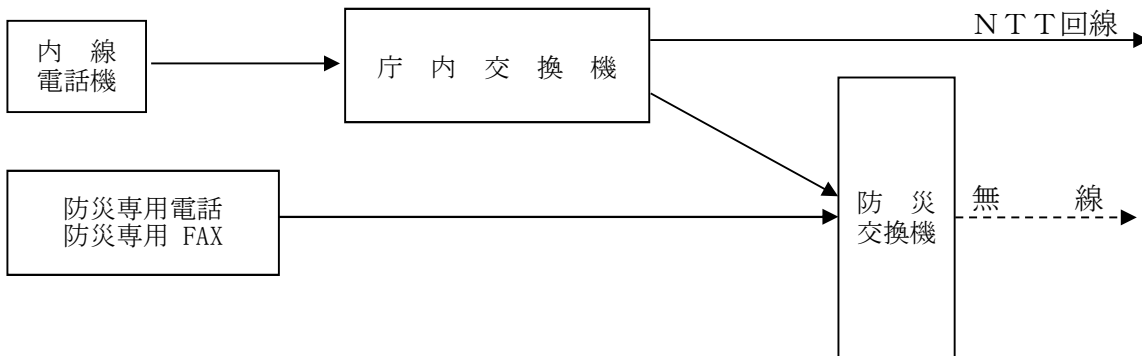 ＮＴＴ回線
内　線
電話機
庁　内　交　換　機
防災専用電話
防災専用 FAX
防　災
交換機
無　　　線